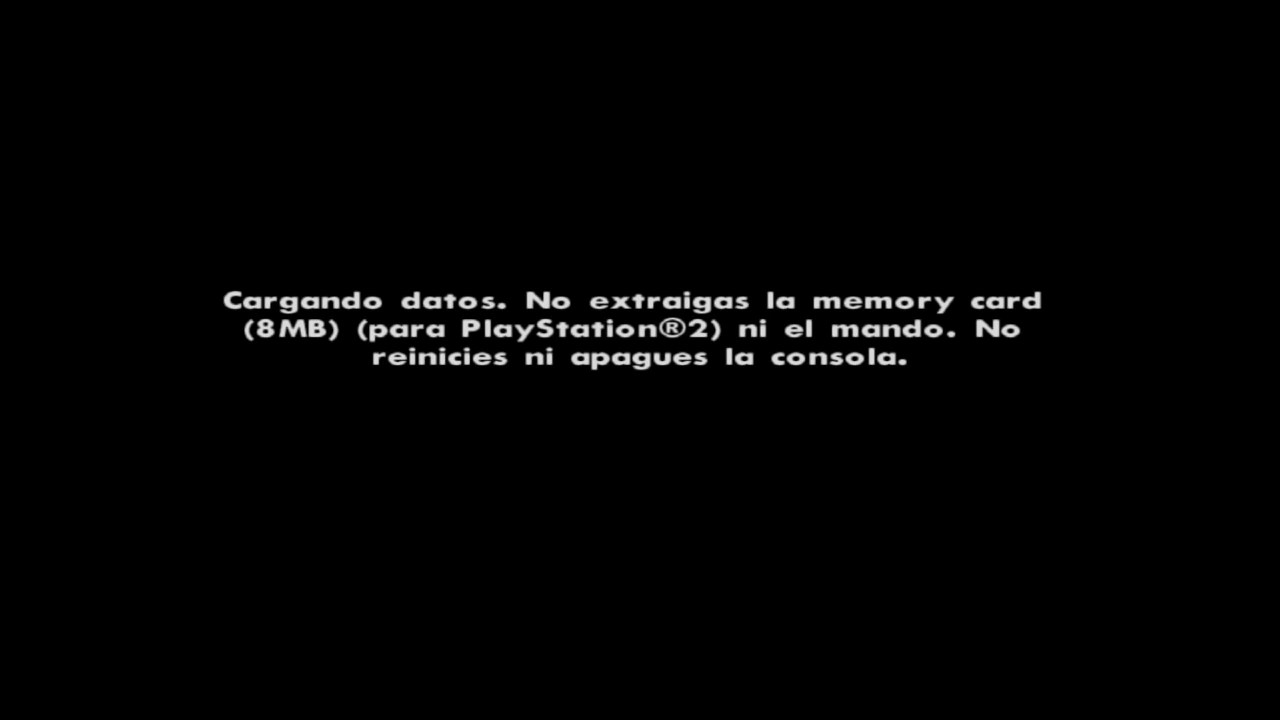 Cargando datos. No extraigas la memory card
(8MB) (para PlayStation®2) ni el mando. No
reinicies ni apagues la consola.